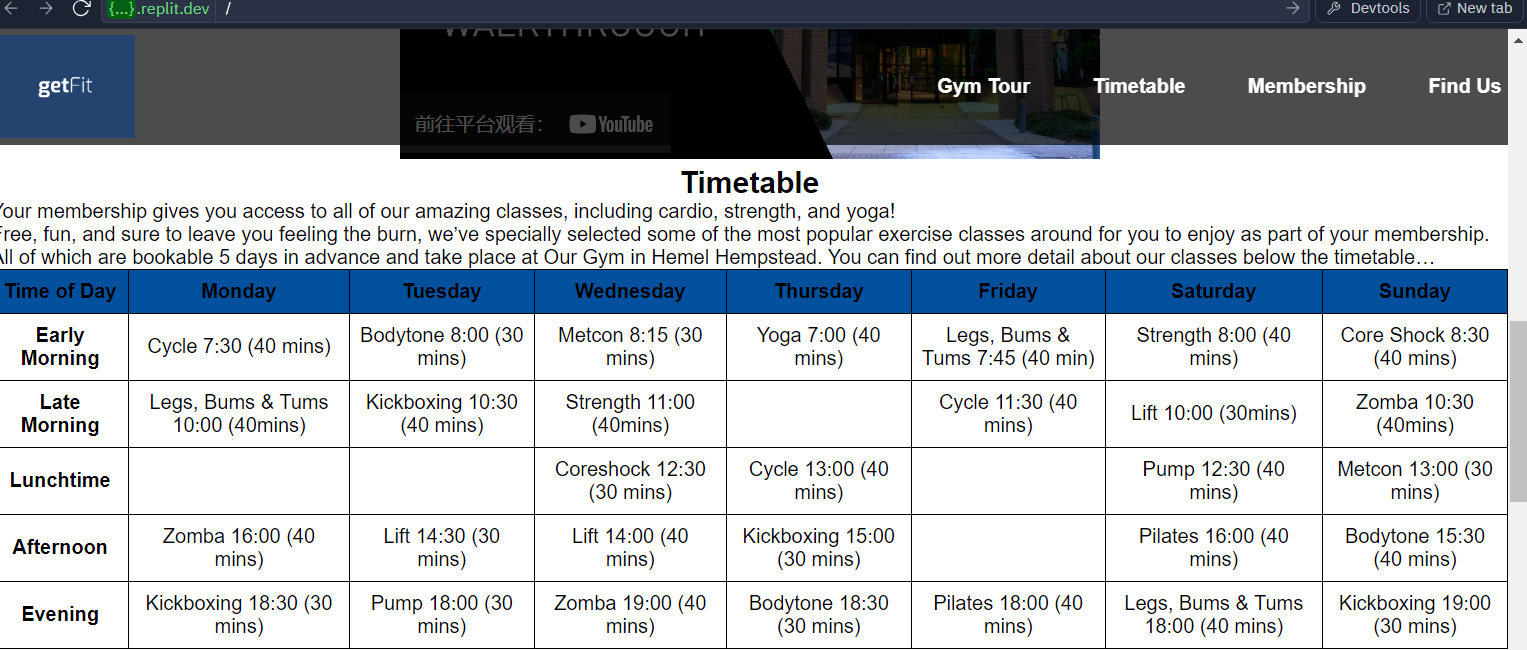 {...}.replit.dev /
Devtools
New tab
WALKTHROUGH
getFit
Gym Tour Timetable Membership Find Us
前往平台观看: YouTube
Timetable
Your membership gives you access to all of our amazing classes, including cardio, strength, and yoga!
Free, fun, and sure to leave you feeling the burn, we’ve specially selected some of the most popular exercise classes around for you to enjoy as part of your membership.
All of which are bookable 5 days in advance and take place at Our Gym in Hemel Hempstead. You can find out more detail about our classes below the timetable…
Time of Day Monday Tuesday Wednesday Thursday Friday Saturday Sunday
Early Bodytone 8:00 (30 Metcon 8:15 (30 Yoga 7:00 (40 Legs, Bums & Strength 8:00 (40 Core Shock 8:30
Morning Cycle 7:30 (40 mins) mins) mins) mins) Tums 7:45 (40 min) mins) (40 mins)
Late Legs, Bums & Tums Kickboxing 10:30 Strength 11:00 Cycle 11:30 (40 Lift 10:00 (30mins) Zomba 10:30
Morning 10:00 (40mins) (40 mins) (40mins) mins) (40mins)
Lunchtime Coreshock 12:30 Cycle 13:00 (40 Pump 12:30 (40 Metcon 13:00 (30
(30 mins) mins) mins) mins)
Afternoon Zomba 16:00 (40 Lift 14:30 (30 Lift 14:00 (40 Kickboxing 15:00 Pilates 16:00 (40 Bodytone 15:30
mins) mins) mins) (30 mins) mins) (40 mins)
Evening Kickboxing 18:30 (30 Pump 18:00 (30 Zomba 19:00 (40 Bodytone 18:30 Pilates 18:00 (40 Legs, Bums & Tums Kickboxing 19:00
mins) mins) mins) (30 mins) mins) 18:00 (40 mins) (30 mins)